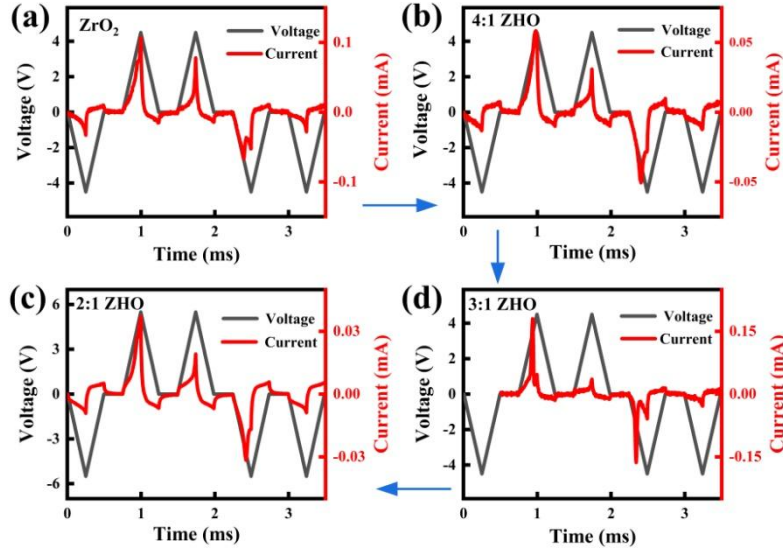 (a)
ZrO₂
Voltage
Current
4
2
0
-2
-4
Voltage (V)
0.1
0.0
-0.1
Current (mA)
0 1 2 3
Time (ms)
(b)
4:1 ZHO
Voltage
Current
4
2
0
-2
-4
Voltage (V)
0.05
0.00
-0.05
Current (mA)
0 1 2 3
Time (ms)
(c)
2:1 ZHO
Voltage
Current
6
3
0
-3
-6
Voltage (V)
0.03
0.00
-0.03
Current (mA)
0 1 2 3
Time (ms)
(d)
3:1 ZHO
Voltage
Current
4
2
0
-2
-4
Voltage (V)
0.15
0.00
-0.15
Current (mA)
0 1 2 3
Time (ms)